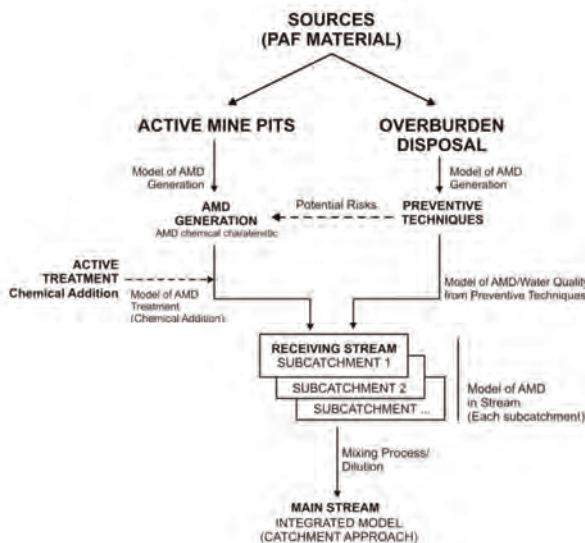 SOURCES
(PAF MATERIAL)
ACTIVE MINE PITS
OVERBURDEN
DISPOSAL
Model of AMD
Generation
Model of AMD
Generation
AMD
GENERATION
AMD chemical charateristic
Potential Risks
PREVENTIVE
TECHNIQUES
ACTIVE
TREATMENT
Chemical Addition
Model of AMD
Treatment
(Chemical Addition)
Model of AMD/Water Quality
from Preventive Techniques
RECEIVING STREAM
SUBCATCHMENT 1
SUBCATCHMENT 2
SUBCATCHMENT ...
Model of AMD
in Stream
(Each subcatchment)
Mixing Process/
Dilution
MAIN STREAM
INTEGRATED MODEL
(CATCHMENT APPROACH)